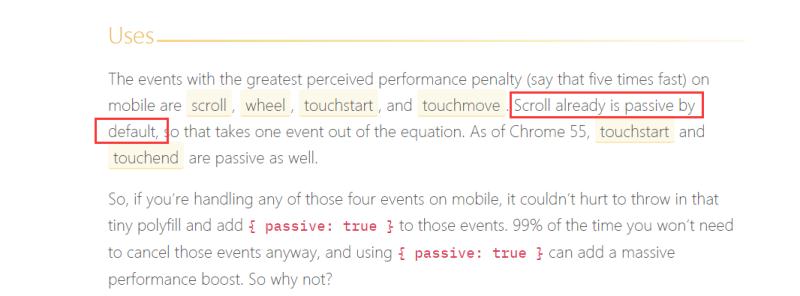 Uses
The events with the greatest perceived performance penalty (say that five times fast) on
mobile are scroll, wheel, touchstart, and touchmove. Scroll already is passive by
default, so that takes one event out of the equation. As of Chrome 55, touchstart and
touchend are passive as well.
So, if you’re handling any of those four events on mobile, it couldn’t hurt to throw in that
tiny polyfill and add { passive: true } to those events. 99% of the time you won’t need
to cancel those events anyway, and using { passive: true } can add a massive
performance boost. So why not?